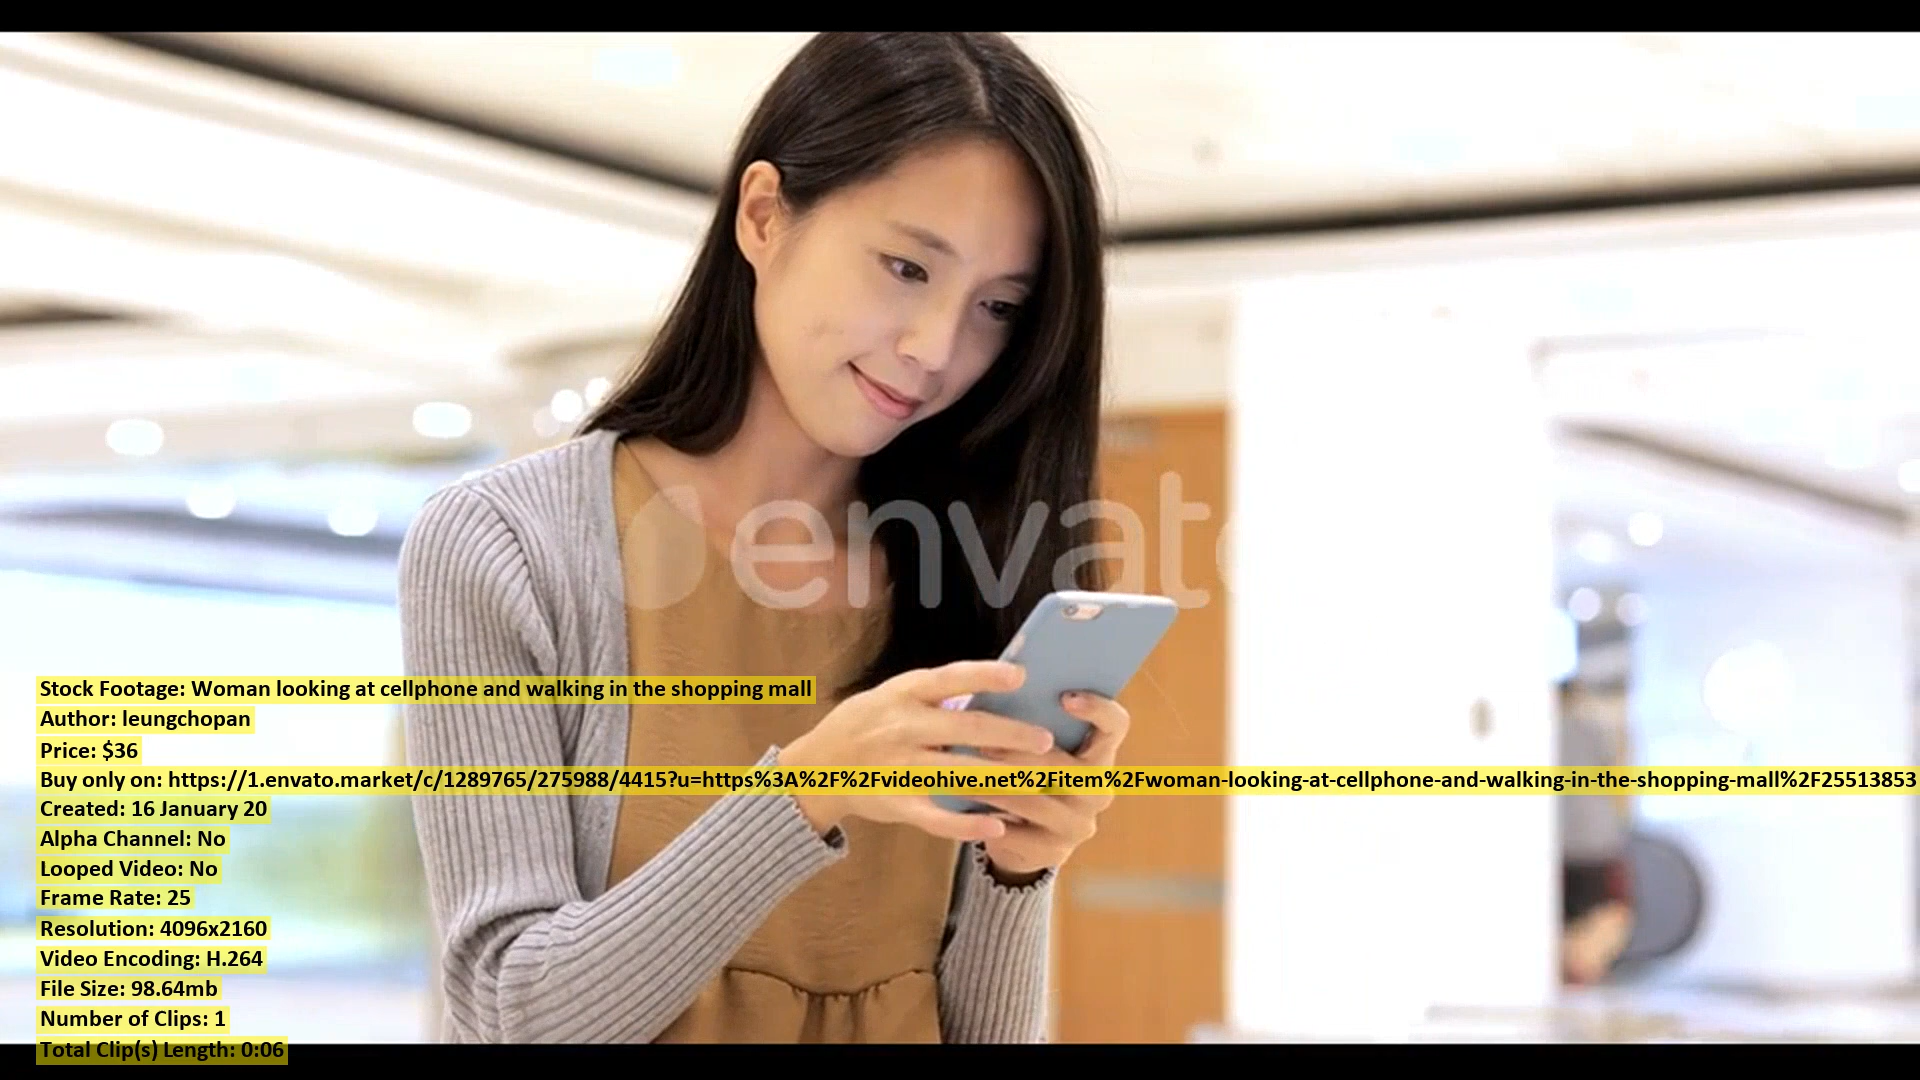 envato
Stock Footage: Woman looking at cellphone and walking in the shopping mall
Author: leungchopan
Price: $36
Buy only on: https://1.envato.market/c/1289765/275988/4415?u=https%3A%2F%2Fvideohive.net%2Fitem%2Fwoman-looking-at-cellphone-and-walking-in-the-shopping-mall%2F25513853
Created: 16 January 20
Alpha Channel: No
Looped Video: No
Frame Rate: 25
Resolution: 4096x2160
Video Encoding: H.264
File Size: 98.64mb
Number of Clips: 1
Total Clip(s) Length: 0:06